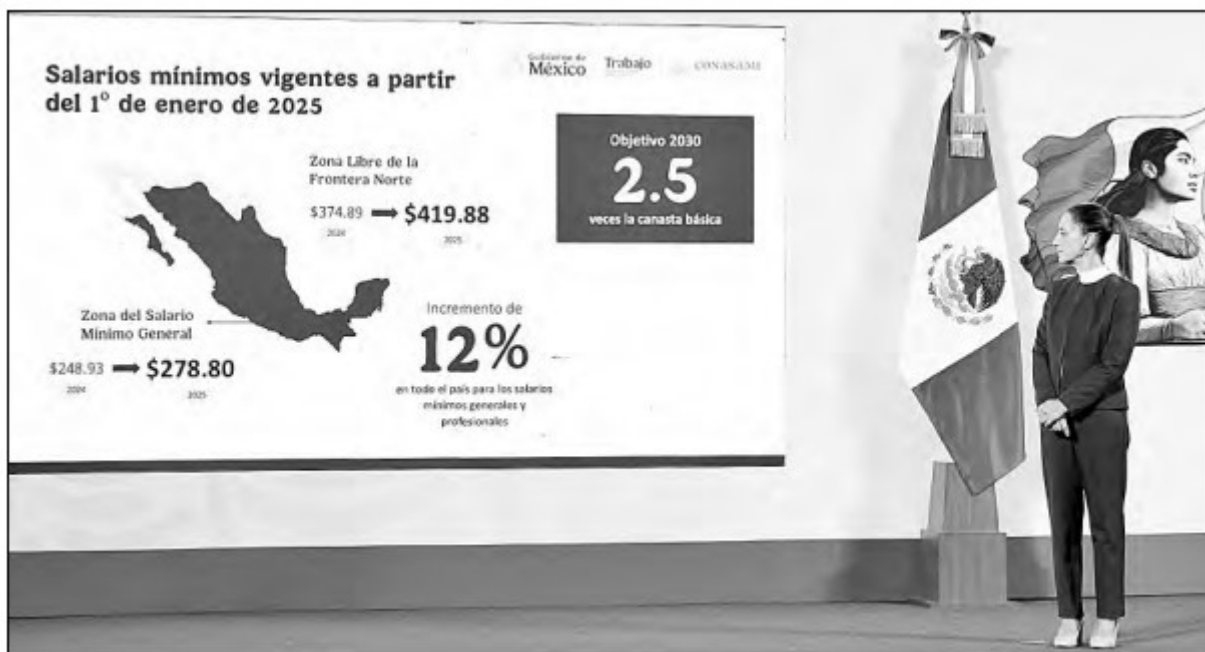 Salarios mínimos vigentes a partir
del 1° de enero de 2025
Gobierno de
México
Trabajo
CONASAMI
Objetivo 2030
2.5
veces la canasta básica
Zona Libre de la
Frontera Norte
$374.89 $419.88
2024 2025
Zona del Salario
Mínimo General
$248.93 $278.80
2024 2025
Incremento de
12%
en todo el país para los salarios
mínimos generales y
profesionales